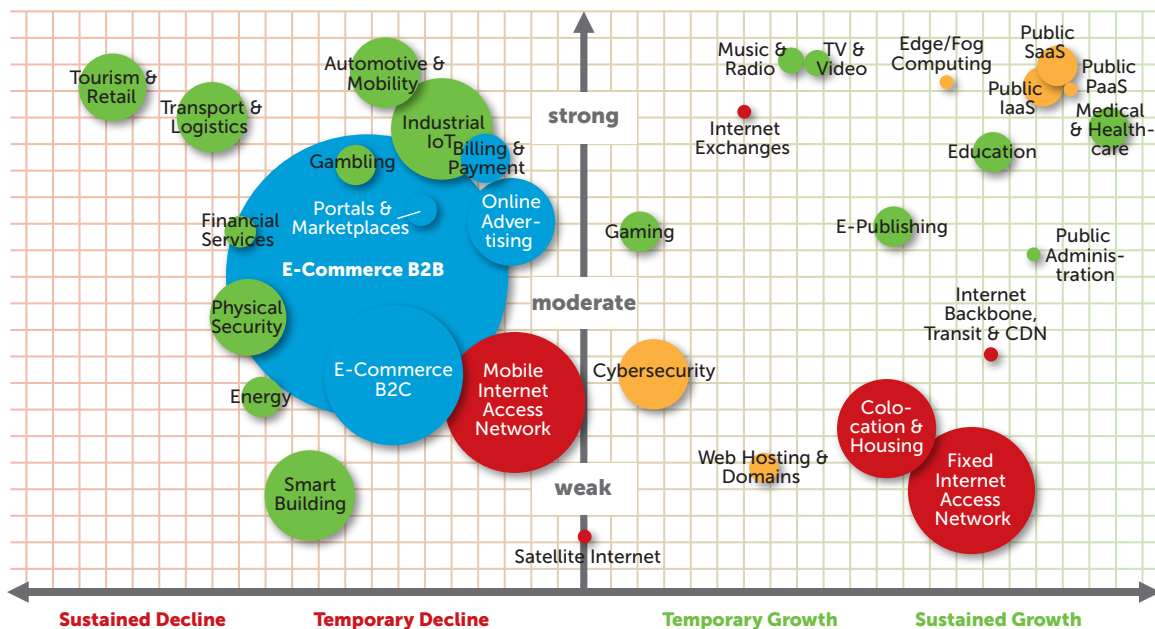 Tourism &
Retail
Transport &
Logistics
Automotive &
Mobility
Industrial
IoT
Billing &
Payment
Gambling
Portals &
Marketplaces
Online
Adver-
tising
Financial
Services
E-Commerce B2B
Physical
Security
E-Commerce
B2C
Energy
Mobile
Internet
Access
Network
Smart
Building
strong
moderate
weak
Satellite Internet
Music &
Radio
TV &
Video
Edge/Fog
Computing
Public
SaaS
Public
IaaS
Public
PaaS
Medical
& Health-
care
Internet
Exchanges
Education
Gaming
E-Publishing
Public
Adminis-
tration
Internet
Backbone,
Transit & CDN
Cybersecurity
Colo-
cation &
Housing
Web Hosting &
Domains
Fixed
Internet
Access
Network
Sustained Decline
Temporary Decline
Temporary Growth
Sustained Growth